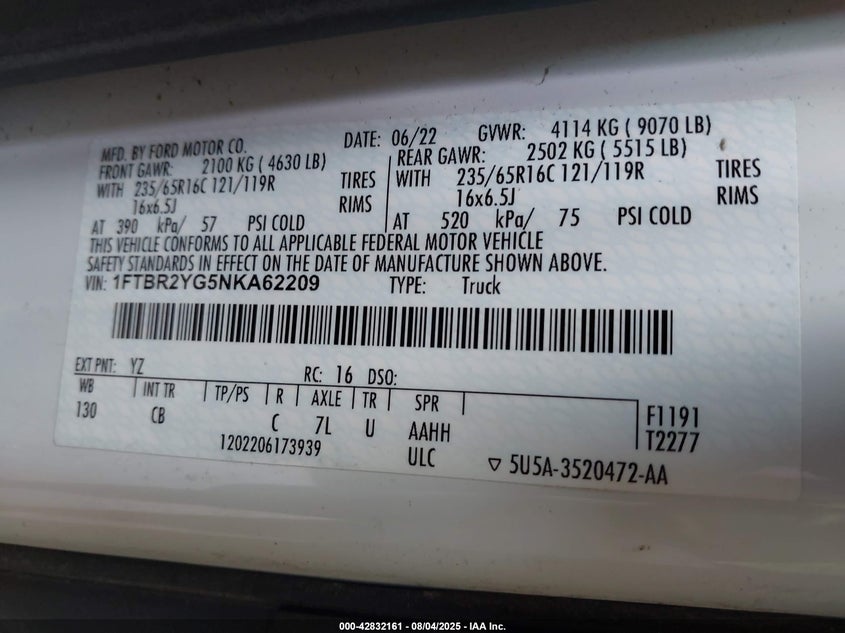 MFD. BY FORD MOTOR CO. DATE: 06/22 GVWR: 4114 KG ( 9070 LB)
FRONT GAWR: 2100 KG ( 4630 LB) REAR GAWR: 2502 KG ( 5515 LB)
WITH 235/65R16C 121/119R TIRES WITH 235/65R16C 121/119R TIRES
16x6.5J RIMS 16x6.5J RIMS
AT 390 kPa/ 57 PSI COLD AT 520 kPa/ 75 PSI COLD
THIS VEHICLE CONFORMS TO ALL APPLICABLE FEDERAL MOTOR VEHICLE
SAFETY STANDARDS IN EFFECT ON THE DATE OF MANUFACTURE SHOWN ABOVE.
VIN: 1FTBR2YG5NKA62209 TYPE: Truck
EXT PNT: YZ RC: 16 DSO:
WB INT TR TP/PS R AXLE TR SPR
130 CB C 7L U AAHH F1191
1202206173939 ULC T2277
5U5A-3520472-AA
000-42832161 - 08/04/2025 - IAA Inc.